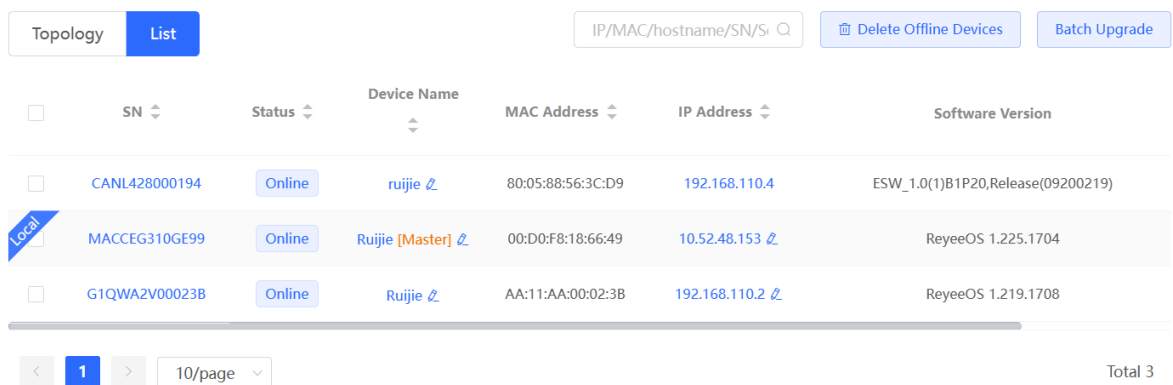 Topology List IP/MAC/hostname/SN/S Delete Offline Devices Batch Upgrade
SN Status Device Name MAC Address IP Address Software Version
CANL428000194 Online ruijie 80:05:88:56:3C:D9 192.168.110.4 ESW_1.0(1)B1P20,Release(09200219)
Local MACCEG310GE99 Online Ruijie [Master] 00:D0:F8:18:66:49 10.52.48.153 ReyeeOS 1.225.1704
G1QWA2V00023B Online Ruijie AA:11:AA:00:02:3B 192.168.110.2 ReyeeOS 1.219.1708
< 1 > 10/page Total 3